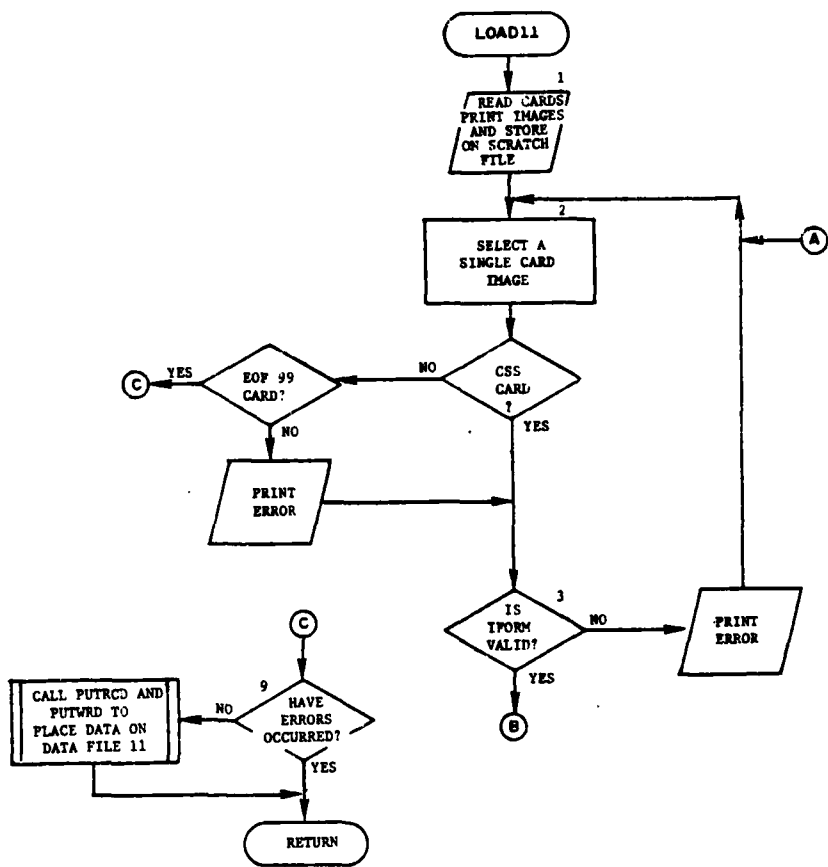 LOAD11
1
READ CARDS
PRINT IMAGES
AND STORE
ON SCRATCH
FILE
2
SELECT A
SINGLE CARD
IMAGE
A
CSS
CARD
?
NO
YES
EOF 99
CARD?
YES
C
NO
PRINT
ERROR
3
IS
IFORM
VALID?
NO
PRINT
ERROR
YES
B
C
9
HAVE
ERRORS
OCCURRED?
NO
CALL PUTRCD AND
PUTWRD TO
PLACE DATA ON
DATA FILE 11
YES
RETURN